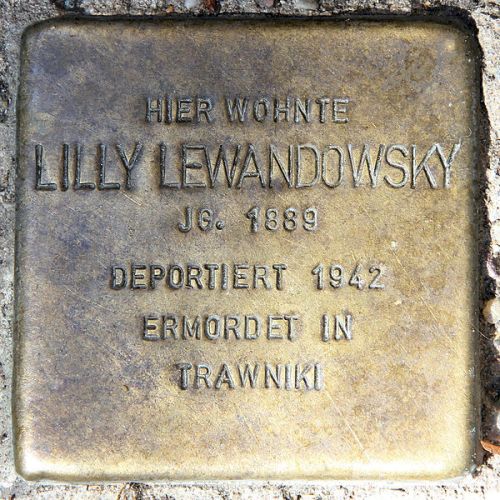 HIER WOHNTE
LILLY LEWANDOWSKY
JG. 1889
DEPORTIERT 1942
ERMORDET IN
TRAWNIKI